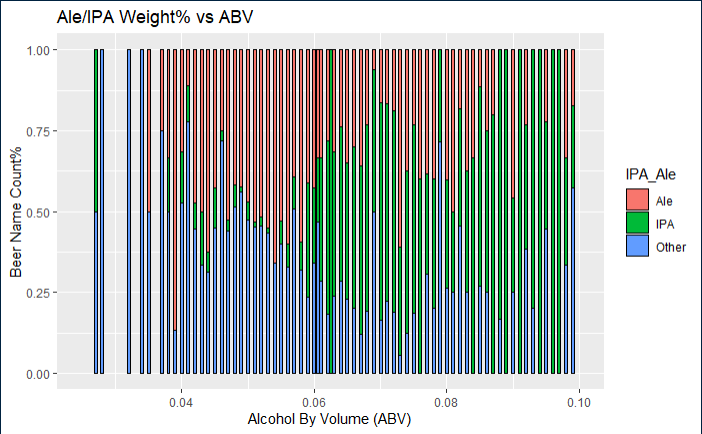 Ale/IPA Weight% vs ABV
1.00
0.75
0.50
0.25
0.00
Beer Name Count%
0.04
0.06
0.08
0.10
Alcohol By Volume (ABV)
IPA_Ale
Ale
IPA
Other